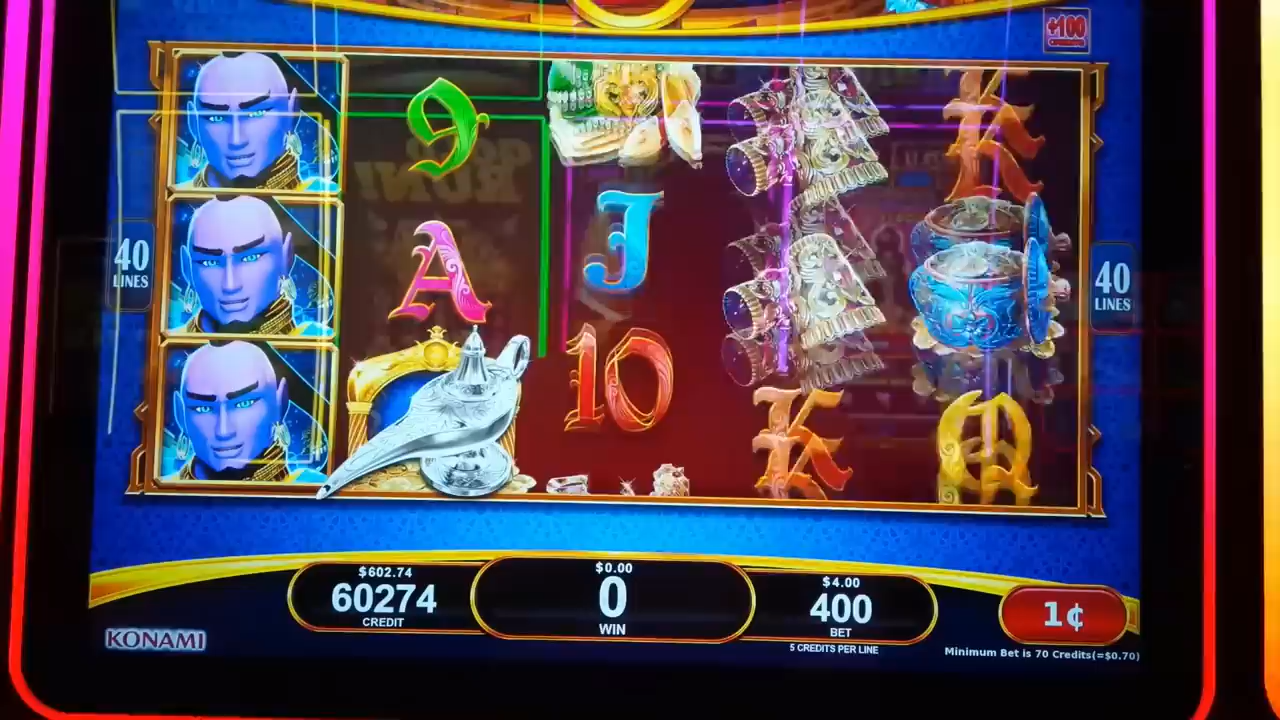 +100
9
K
A
J
40
LINES
40
LINES
10
K
Q
$602.74
60274
CREDIT
$0.00
0
WIN
$4.00
400
BET
5 CREDITS PER LINE
1¢
KONAMI
Minimum Bet is 70 Credits(=$0.70)